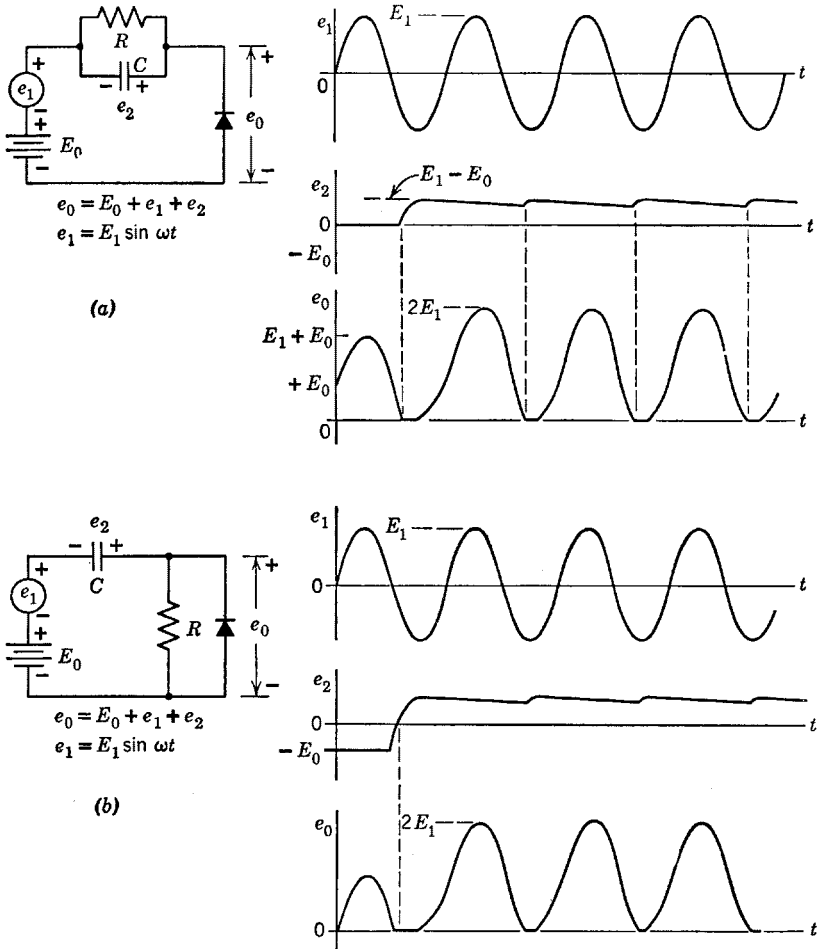 R
C
e₁
− e₂ +
+
−
+
−
E₀
+
e₀
−
e₀ = E₀ + e₁ + e₂
e₁ = E₁ sin ωt
(a)
e₁
E₁
0
t
e₂
E₁ − E₀
0
t
− E₀
e₀
2E₁
E₁ + E₀
+ E₀
0
t
e₂
− +
C
e₁
+
−
+
−
E₀
R
+
e₀
−
e₀ = E₀ + e₁ + e₂
e₁ = E₁ sin ωt
(b)
e₁
E₁
0
t
e₂
0
t
− E₀
e₀
2E₁
0
t